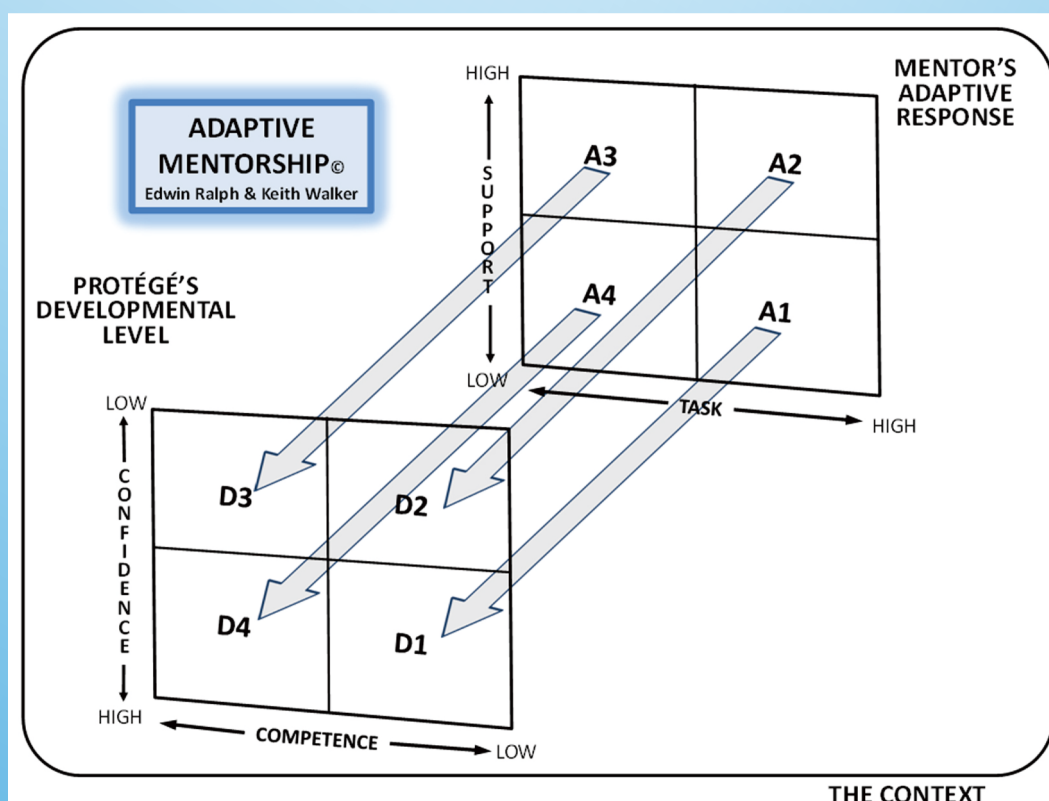 ADAPTIVE
MENTORSHIP©
Edwin Ralph & Keith Walker
MENTOR'S
ADAPTIVE
RESPONSE
HIGH
SUPPORT
LOW
A3
A2
A4
A1
TASK
HIGH
PROTÉGÉ'S
DEVELOPMENTAL
LEVEL
LOW
CONFIDENCE
HIGH
D3
D2
D4
D1
COMPETENCE
LOW
THE CONTEXT